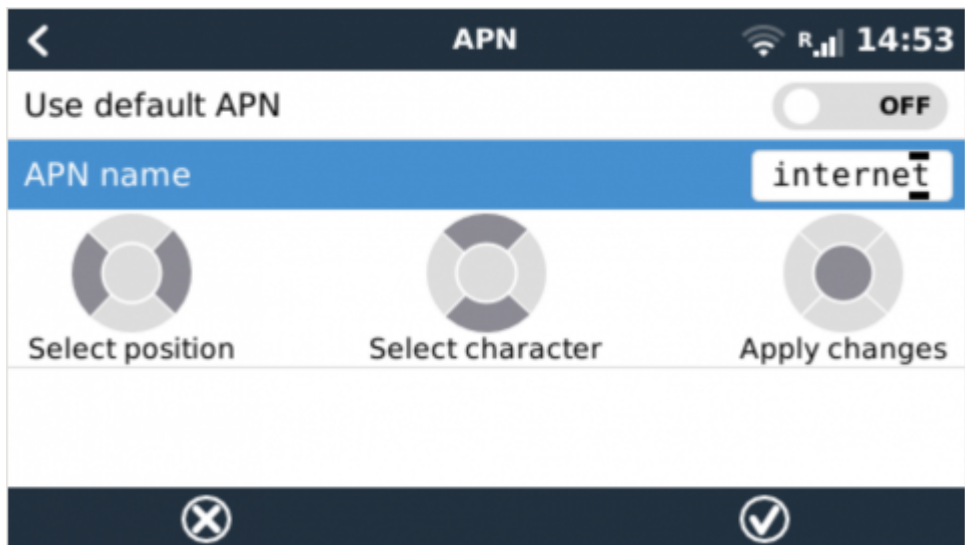 APN R 14:53
Use default APN OFF
APN name internet
Select position Select character Apply changes